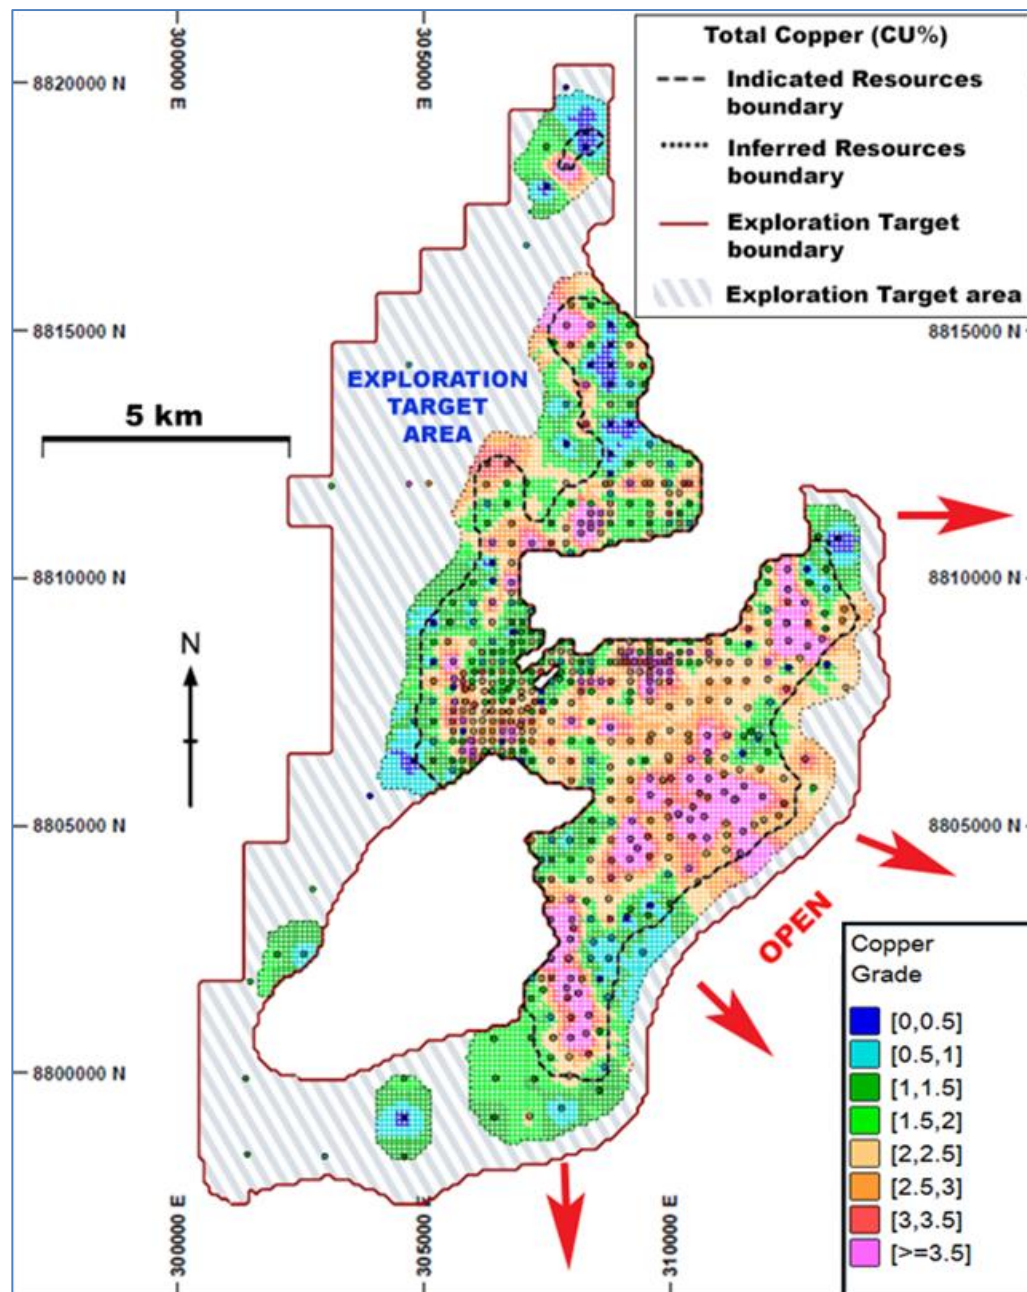 300000 E
305000 E
Total Copper (CU%)
Indicated Resources
boundary
Inferred Resources
boundary
Exploration Target
boundary
Exploration Target area
8820000 N
8815000 N
8815000 N
EXPLORATION
TARGET
AREA
5 km
8810000 N
8810000 N
N
8805000 N
8805000 N
OPEN
Copper
Grade
[0,0.5]
[0.5,1]
[1,1.5]
[1.5,2]
[2,2.5]
[2.5,3]
[3,3.5]
[>=3.5]
8800000 N
300000 E
305000 E
310000 E